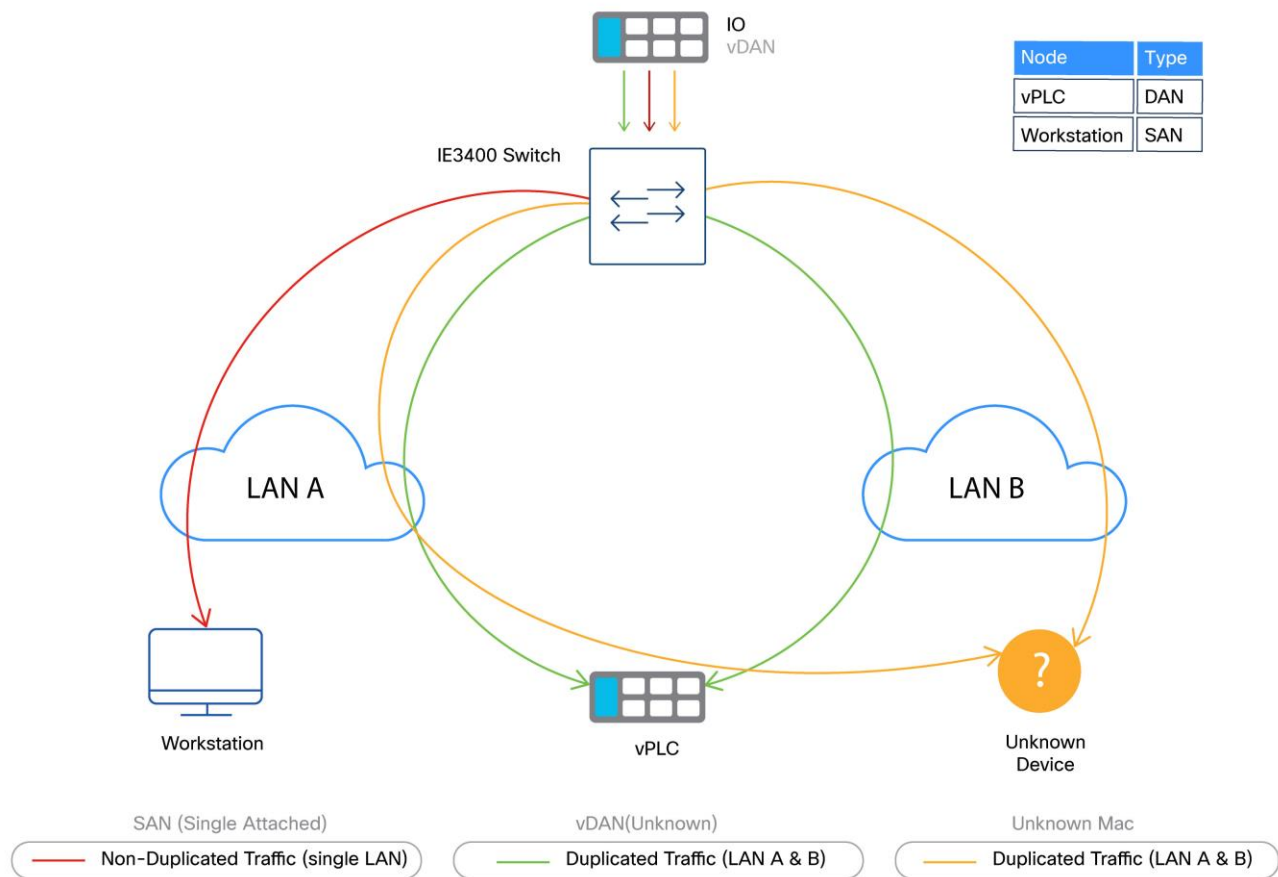 IO
vDAN
Node Type
vPLC DAN
Workstation SAN
IE3400 Switch
LAN A
LAN B
?
Workstation
vPLC
Unknown
Device
SAN (Single Attached)
Non-Duplicated Traffic (single LAN)
vDAN(Unknown)
Duplicated Traffic (LAN A & B)
Unknown Mac
Duplicated Traffic (LAN A & B)